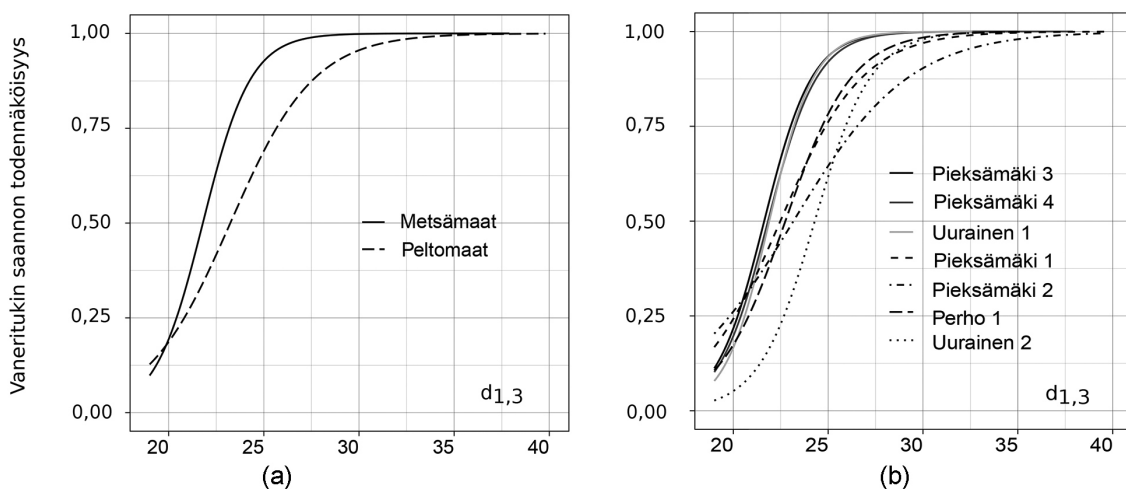 Vaneritukin saannon todennäköisyys
1,00
0,75
0,50
0,25
0,00
Metsämaat
Peltomaat
d1,3
20 25 30 35 40
(a)
1,00
0,75
0,50
0,25
0,00
Pieksämäki 3
Pieksämäki 4
Uurainen 1
Pieksämäki 1
Pieksämäki 2
Perho 1
Uurainen 2
d1,3
20 25 30 35 40
(b)